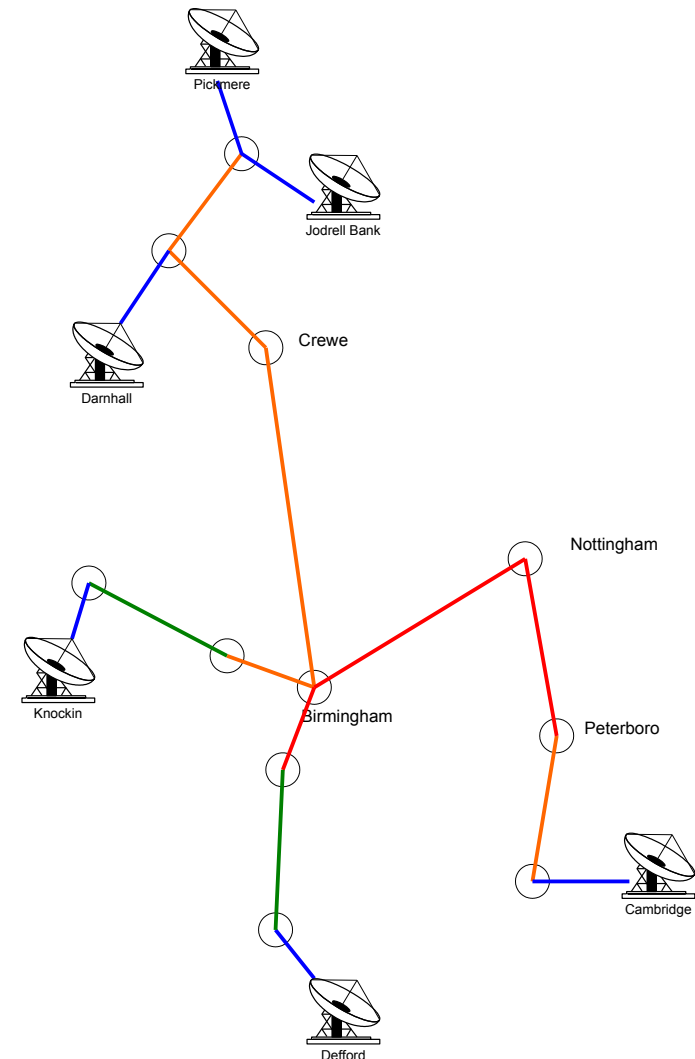 Pickmere
Jodrell Bank
Crewe
Darnhall
Nottingham
Knockin
Birmingham
Peterboro
Cambridge
Defford